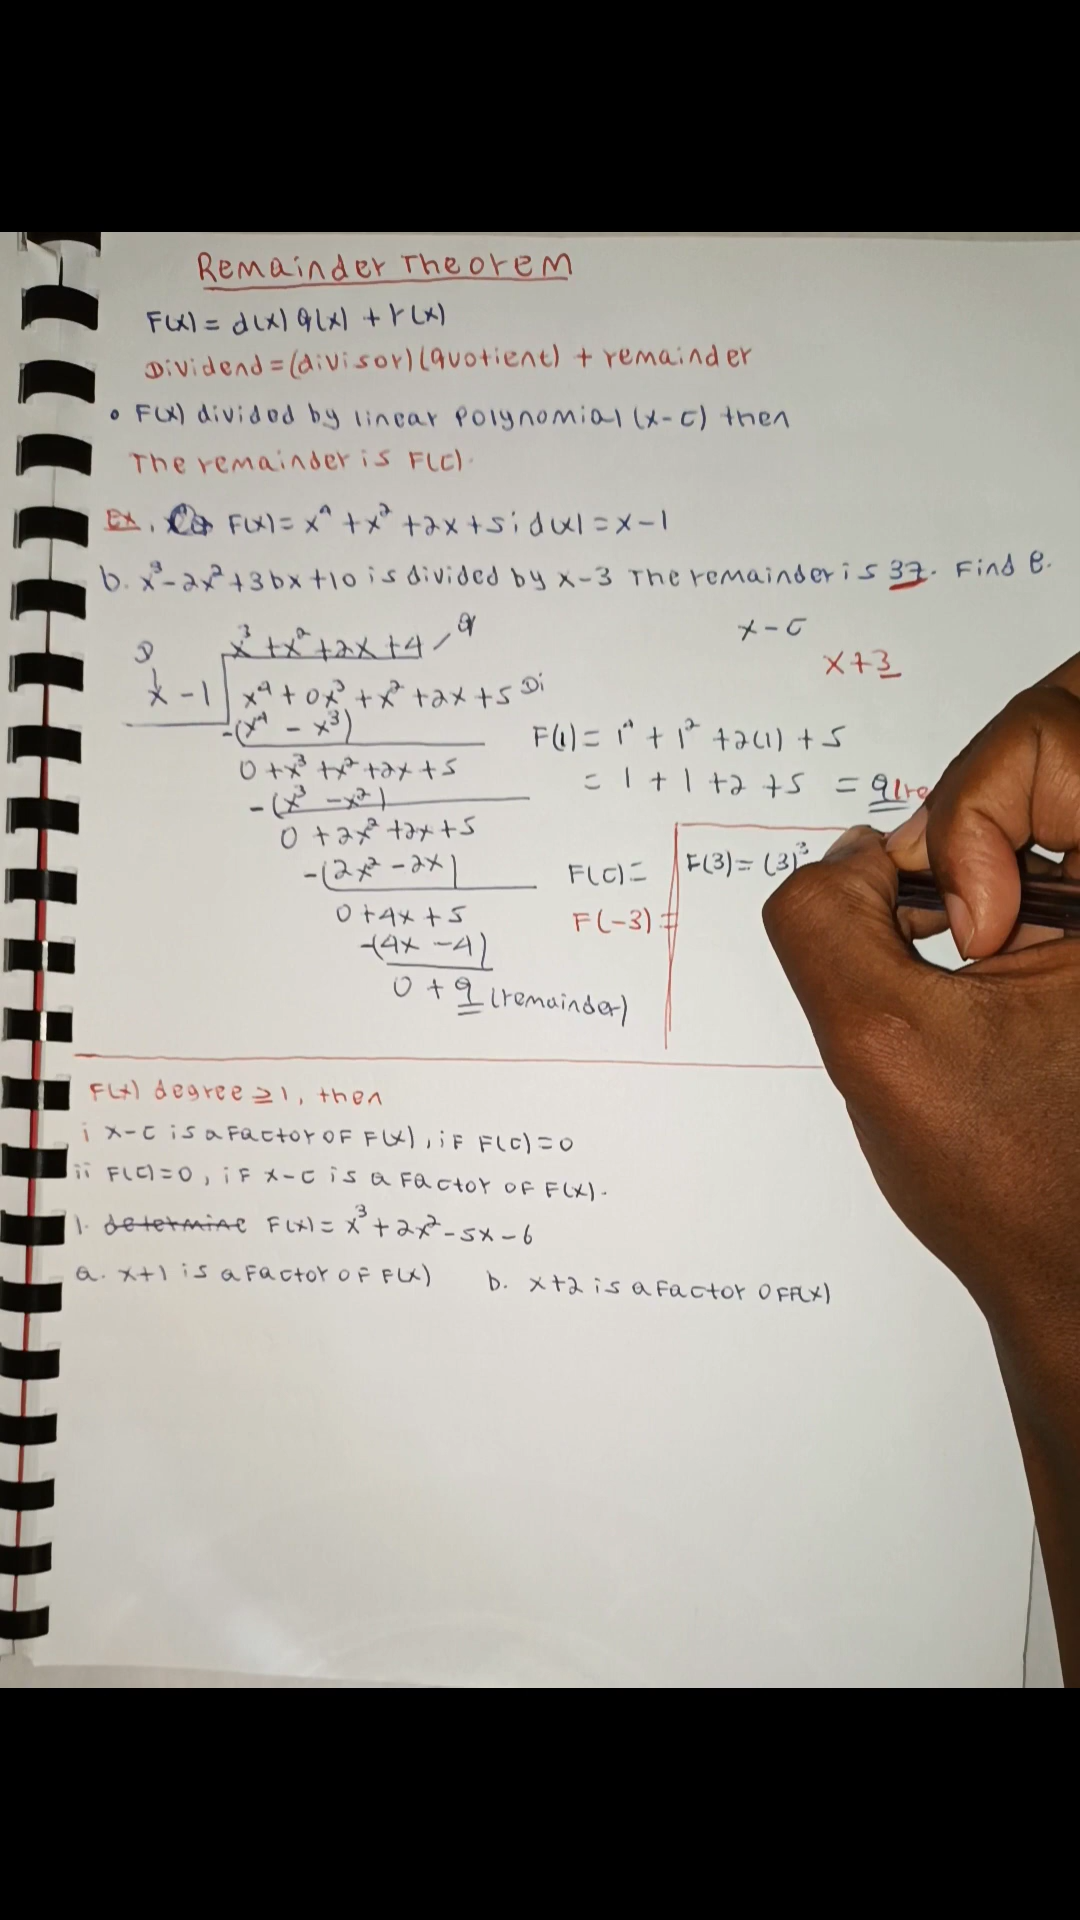 Remainder Theorem
F(x) = d(x) q(x) + r(x)
Dividend = (divisor)(quotient) + remainder
• F(x) divided by linear polynomial (x-c) then
The remainder is F(c).
Ex. F(x) = x⁴ + x² + 2x + 5 ; d(x) = x-1
b. x³ - 2x² + 3bx + 10 is divided by x-3 The remainder is 37. Find B.
x³ + x² + 2x + 4 q
D
x - 1 x⁴ + 0x³ + x² + 2x + 5 Di
-(x⁴ - x³)
0 + x³ + x² + 2x + 5
-(x³ - x²)
0 + 2x² + 2x + 5
-(2x² - 2x)
0 + 4x + 5
-(4x - 4)
0 + 9 (remainder)
x - c
x + 3
F(1) = 1⁴ + 1² + 2(1) + 5
= 1 + 1 + 2 + 5 = 9
F(c) =
F(-3) =
F(3) = (3)³
F(x) degree ≥ 1, then
i x-c is a factor of F(x), if F(c) = 0
ii F(c) = 0, if x-c is a factor of F(x).
1. determine F(x) = x³ + 2x² - 5x - 6
a. x+1 is a factor of F(x) b. x+2 is a factor of F(x)